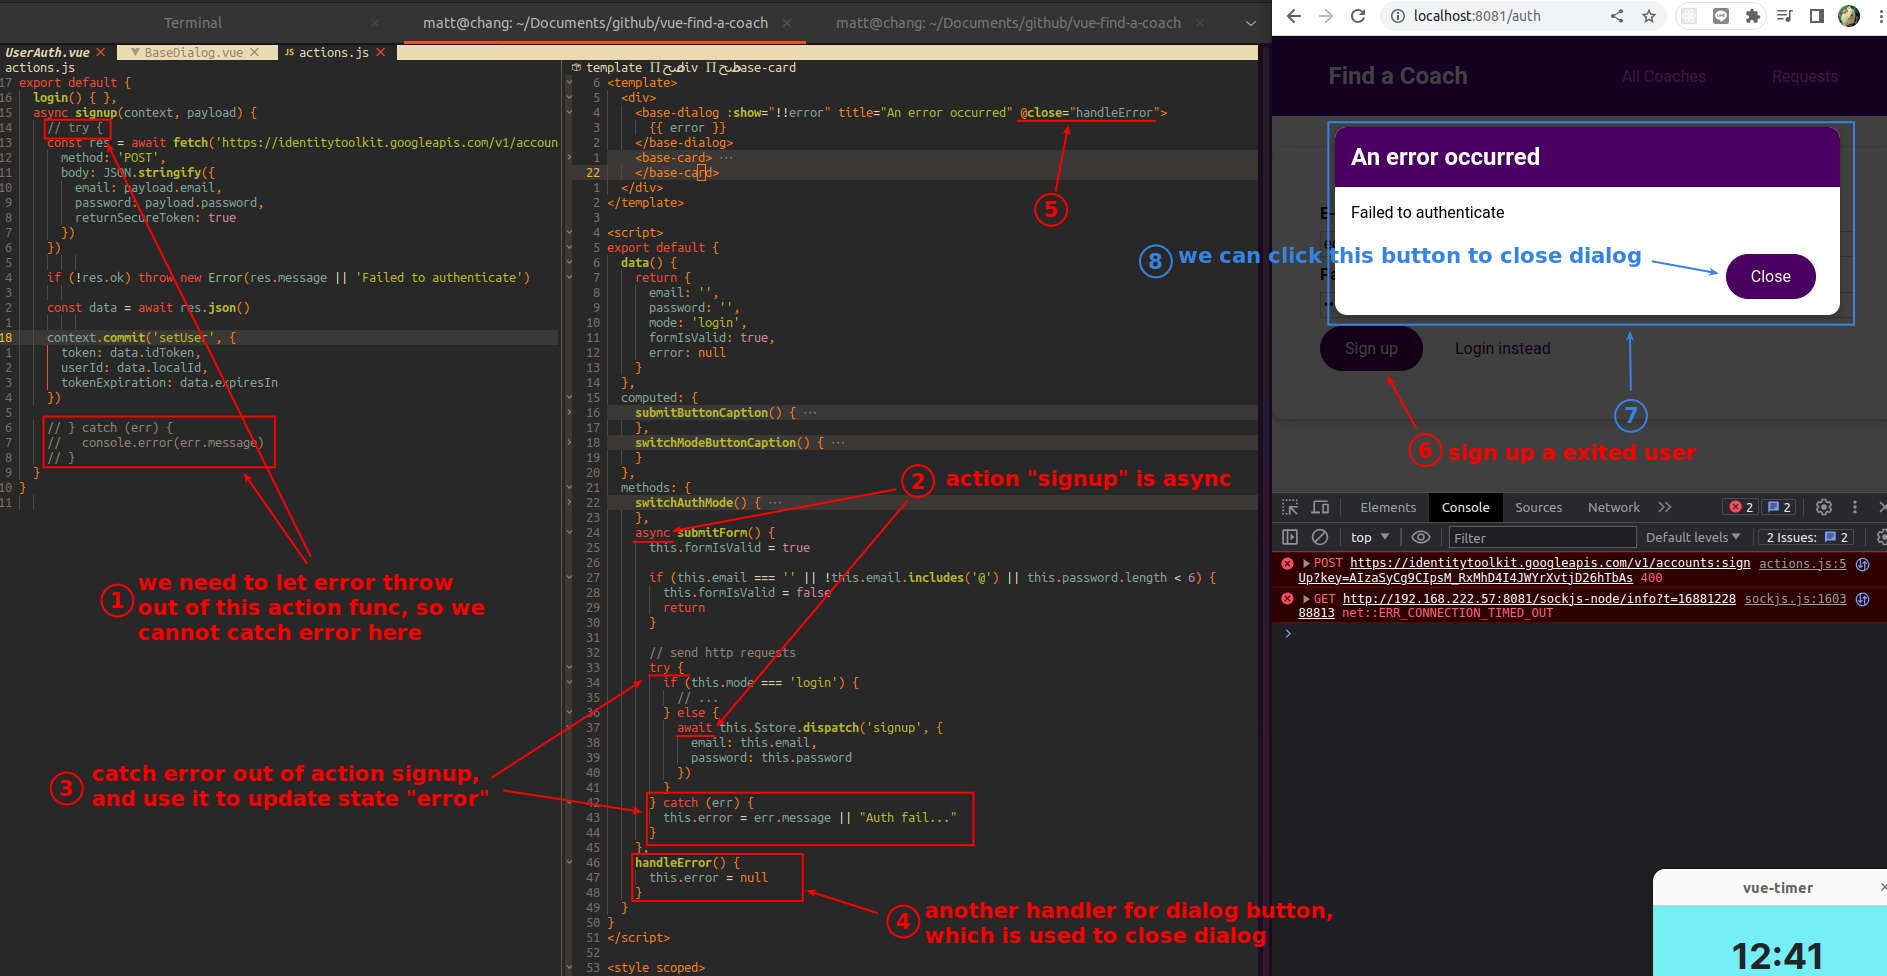 Terminal
matt@chang: ~/Documents/github/vue-find-a-coach
matt@chang: ~/Documents/github/vue-find-a-coach
UserAuth.vue
BaseDialog.vue
JS actions.js
actions.js
17 export default {
16 login() { },
15 async signup(context, payload) {
14 // try {
13 const res = await fetch('https://identitytoolkit.googleapis.com/v1/accoun
12 method: 'POST',
11 body: JSON.stringify({
10 email: payload.email,
9 password: payload.password,
8 returnSecureToken: true
7 })
6 })
5
4 if (!res.ok) throw new Error(res.message || 'Failed to authenticate')
3
2 const data = await res.json()
1
18 context.commit('setUser', {
1 token: data.idToken,
2 userId: data.localId,
3 tokenExpiration: data.expiresIn
4 })
5
6 // } catch (err) {
7 // console.error(err.message)
8 // }
9 }
10 }
11
① we need to let error throw
out of this action func, so we
cannot catch error here
③ catch error out of action signup,
and use it to update state "error"
template div base-card
6 <template>
5 <div>
4 <base-dialog :show="!!error" title="An error occurred" @close="handleError">
3 {{ error }}
2 </base-dialog>
1 <base-card> ···
22 </base-card>
1 </div>
2 </template>
3
4 <script>
5 export default {
6 data() {
7 return {
8 email: '',
9 password: '',
10 mode: 'login',
11 formIsValid: true,
12 error: null
13 }
14 },
15 computed: {
16 submitButtonCaption() { ···
17 },
18 switchModeButtonCaption() { ···
19 }
20 },
21 methods: {
22 switchAuthMode() { ···
23 },
24 async submitForm() {
25 this.formIsValid = true
26
27 if (this.email === '' || !this.email.includes('@') || this.password.length < 6) {
28 this.formIsValid = false
29 return
30 }
31
32 // send http requests
33 try {
34 if (this.mode === 'login') {
35 // ...
36 } else {
37 await this.$store.dispatch('signup', {
38 email: this.email,
39 password: this.password
40 })
41 }
42 } catch (err) {
43 this.error = err.message || "Auth fail..."
44 }
45 },
46 handleError() {
47 this.error = null
48 }
49 }
50 }
51 </script>
52
53 <style scoped>
⑤
② action "signup" is async
④ another handler for dialog button,
which is used to close dialog
localhost:8081/auth
Find a Coach
All Coaches
Requests
An error occurred
Failed to authenticate
E-
⑧ we can click this button to close dialog
Close
Sign up
Login instead
⑦
⑥ sign up a exited user
Elements
Console
Sources
Network
2
2
top
Filter
Default levels
2 Issues:
2
POST https://identitytoolkit.googleapis.com/v1/accounts:sign actions.js:5
Up?key=AIzaSyCg9CIpsM_RxMhD4I4JWYrXvtjD26hTbAs 400
GET http://192.168.222.57:8081/sockjs-node/info?t=16881228 sockjs.js:1603
88813 net::ERR_CONNECTION_TIMED_OUT
vue-timer
12:41